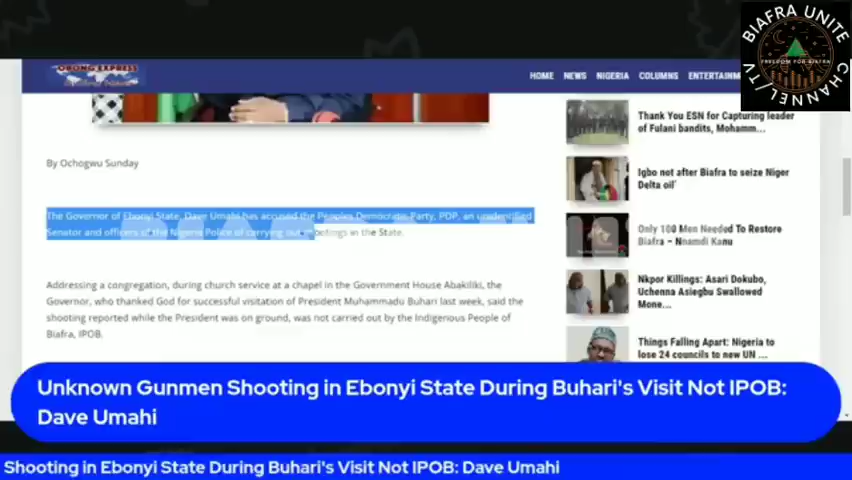 BIAFRA UNITE
CHANNEL/TV
FREEDOM FOR BIAFRA
OBONG EXPRESS
HOME NEWS NIGERIA COLUMNS ENTERTAINM
By Ochogwu Sunday
The Governor of Ebonyi State, Dave Umahi has accused the Peoples Democratic Party, PDP, an unidentified
Senator and officers of the Nigeria Police of carrying out in the State.
Addressing a congregation, during church service at a chapel in the Government House Abakiliki, the
Governor, who thanked God for successful visitation of President Muhammadu Buhari last week, said the
shooting reported while the President was on ground, was not carried out by the Indigenous People of
Biafra, IPOB.
Thank You ESN for Capturing leader
of Fulani bandits, Mohamm...
Igbo not after Biafra to seize Niger
Delta oil'
Only 100 Men Needed To Restore
Biafra – Nnamdi Kanu
Nkpor Killings: Asari Dokubo,
Uchenna Asiegbu Swallowed
Mone...
Things Falling Apart: Nigeria to
lose 24 councils to new UN ...
Unknown Gunmen Shooting in Ebonyi State During Buhari's Visit Not IPOB:
Dave Umahi
Shooting in Ebonyi State During Buhari's Visit Not IPOB: Dave Umahi